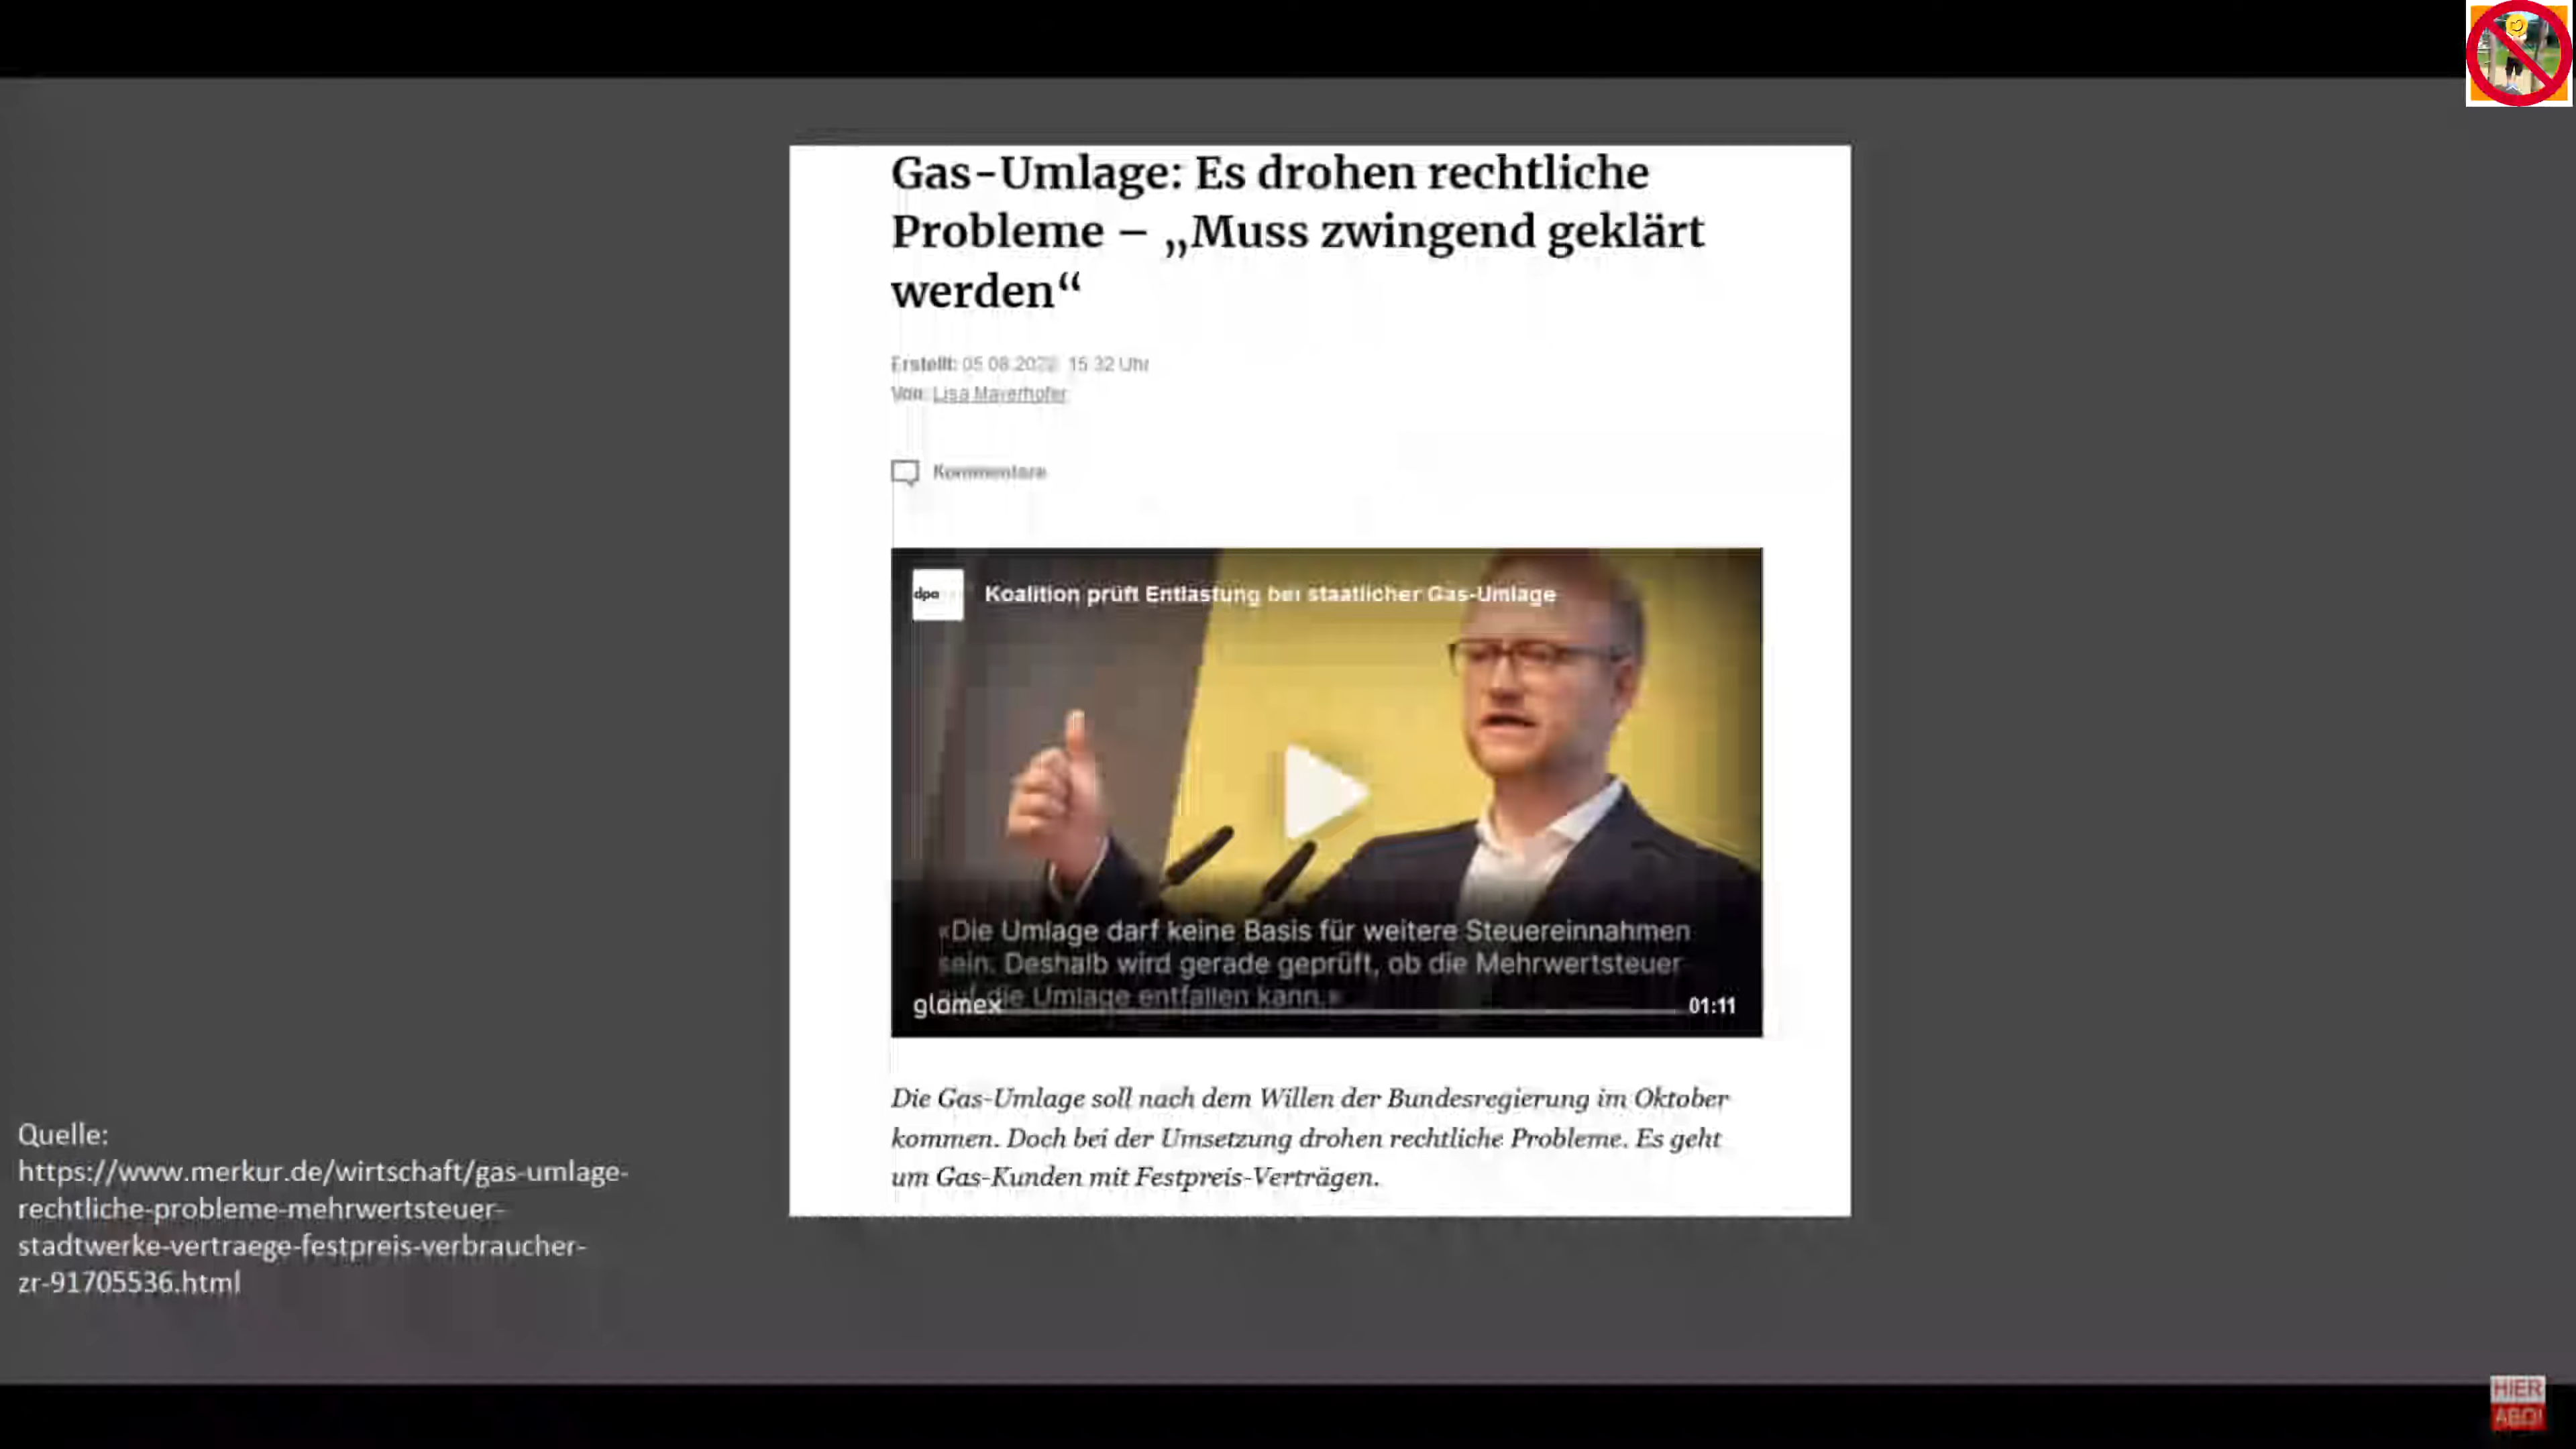 Gas-Umlage: Es drohen rechtliche
Probleme – „Muss zwingend geklärt
werden“
Erstellt: 05.08.2022 15:32 Uhr
Von: Lisa Mayerhofer
Kommentare
dpa
Koalition prüft Entlastung bei staatlicher Gas-Umlage
«Die Umlage darf keine Basis für weitere Steuereinnahmen
sein. Deshalb wird gerade geprüft, ob die Mehrwertsteuer
auf die Umlage entfallen kann.»
glomex
01:11
Die Gas-Umlage soll nach dem Willen der Bundesregierung im Oktober
kommen. Doch bei der Umsetzung drohen rechtliche Probleme. Es geht
um Gas-Kunden mit Festpreis-Verträgen.
Quelle:
https://www.merkur.de/wirtschaft/gas-umlage-
rechtliche-probleme-mehrwertsteuer-
stadtwerke-vertraege-festpreis-verbraucher-
zr-91705536.html
HIER
ABO!